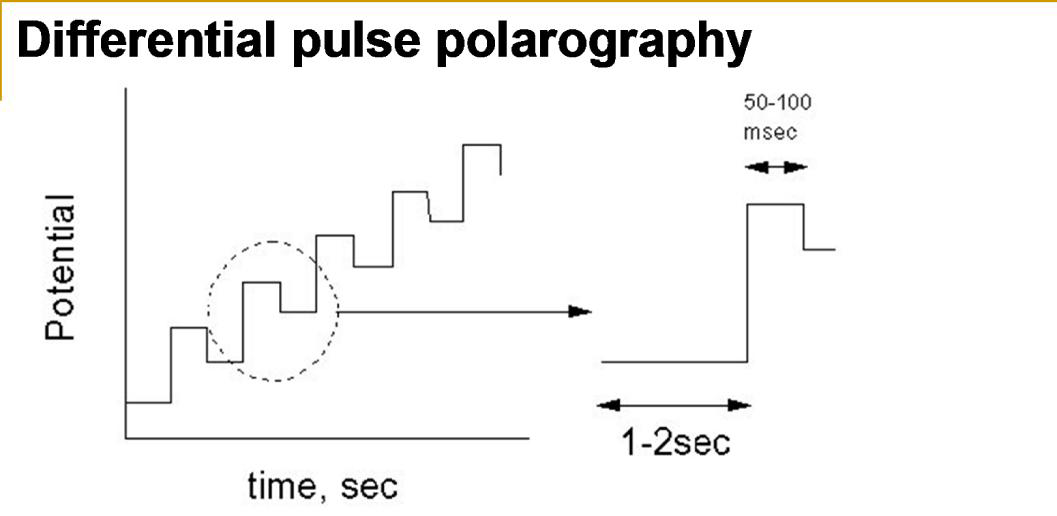 Differential pulse polarography
50-100
msec
Potential
1-2sec
time, sec